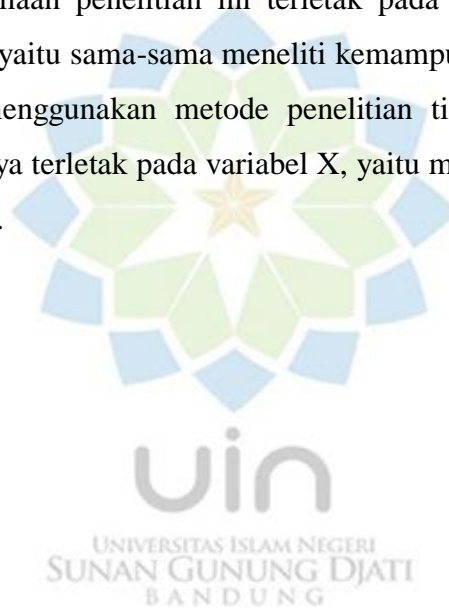 naan penelitian ini terletak pada
yaitu sama-sama meneliti kemampu
nenggunakan metode penelitian ti
ya terletak pada variabel X, yaitu m
.
uin
UNIVERSITAS ISLAM NEGERI
SUNAN GUNUNG DJATI
BANDUNG